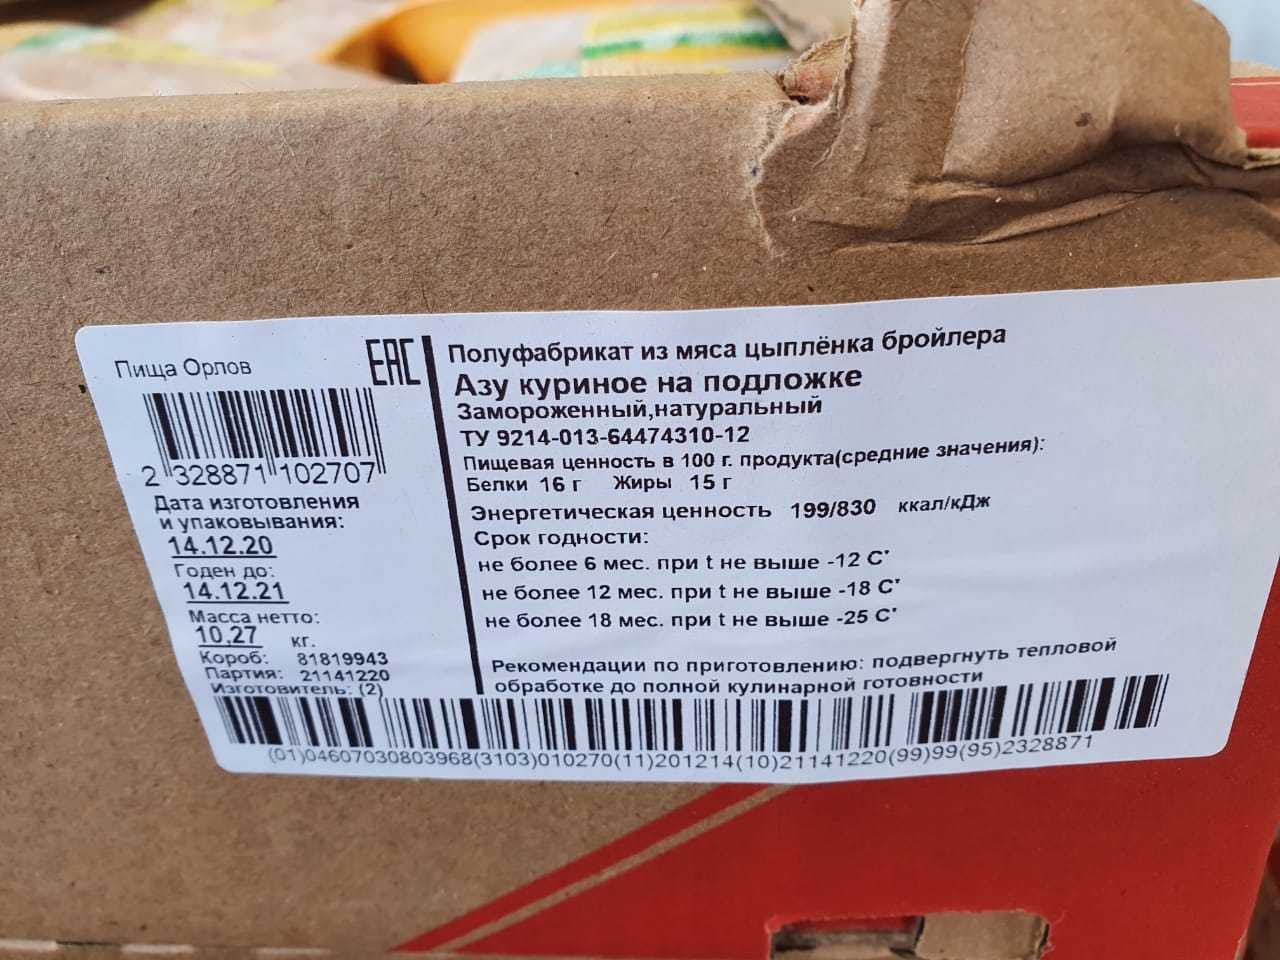 Пища Орлов
EAC
2 328871 102707
Дата изготовления
и упаковывания:
14.12.20
Годен до:
14.12.21
Масса нетто:
10,27 кг.
Короб: 81819943
Партия: 21141220
Изготовитель: (2)
Полуфабрикат из мяса цыплёнка бройлера
Азу куриное на подложке
Замороженный,натуральный
ТУ 9214-013-64474310-12
Пищевая ценность в 100 г. продукта(средние значения):
Белки 16 г Жиры 15 г
Энергетическая ценность 199/830 ккал/кДж
Срок годности:
не более 6 мес. при t не выше -12 С°
не более 12 мес. при t не выше -18 С°
не более 18 мес. при t не выше -25 С°
Рекомендации по приготовлению: подвергнуть тепловой
обработке до полной кулинарной готовности
(01)04607030803968(3103)010270(11)201214(10)21141220(99)99(95)2328871